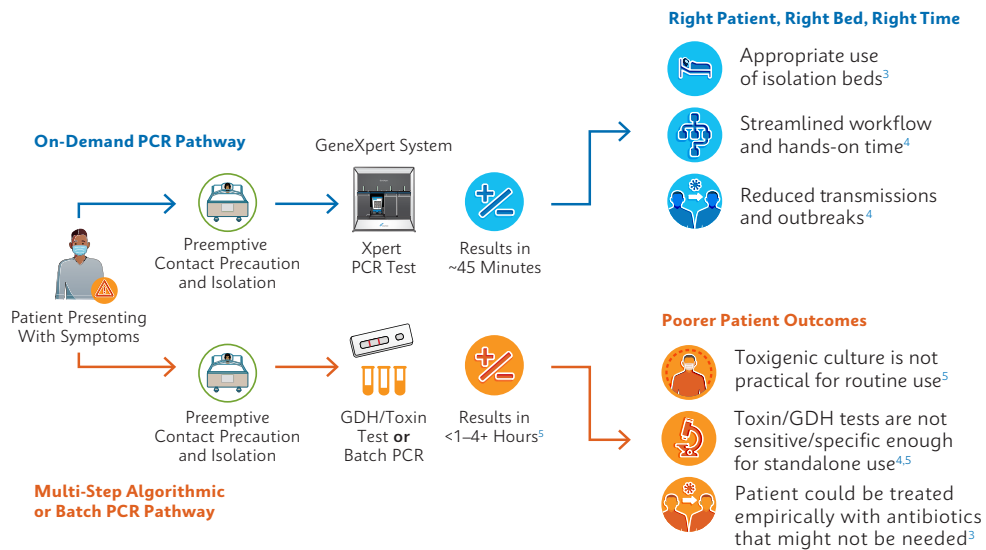 Right Patient, Right Bed, Right Time
Appropriate use
of isolation beds3
Streamlined workflow
and hands-on time4
Reduced transmissions
and outbreaks4
On-Demand PCR Pathway
GeneXpert System
Preemptive
Contact Precaution
and Isolation
Xpert
PCR Test
Results in
~45 Minutes
Patient Presenting
With Symptoms
Preemptive
Contact Precaution
and Isolation
GDH/Toxin
Test or
Batch PCR
Results in
<1–4+ Hours5
Multi-Step Algorithmic
or Batch PCR Pathway
Poorer Patient Outcomes
Toxigenic culture is not
practical for routine use5
Toxin/GDH tests are not
sensitive/specific enough
for standalone use4,5
Patient could be treated
empirically with antibiotics
that might not be needed3